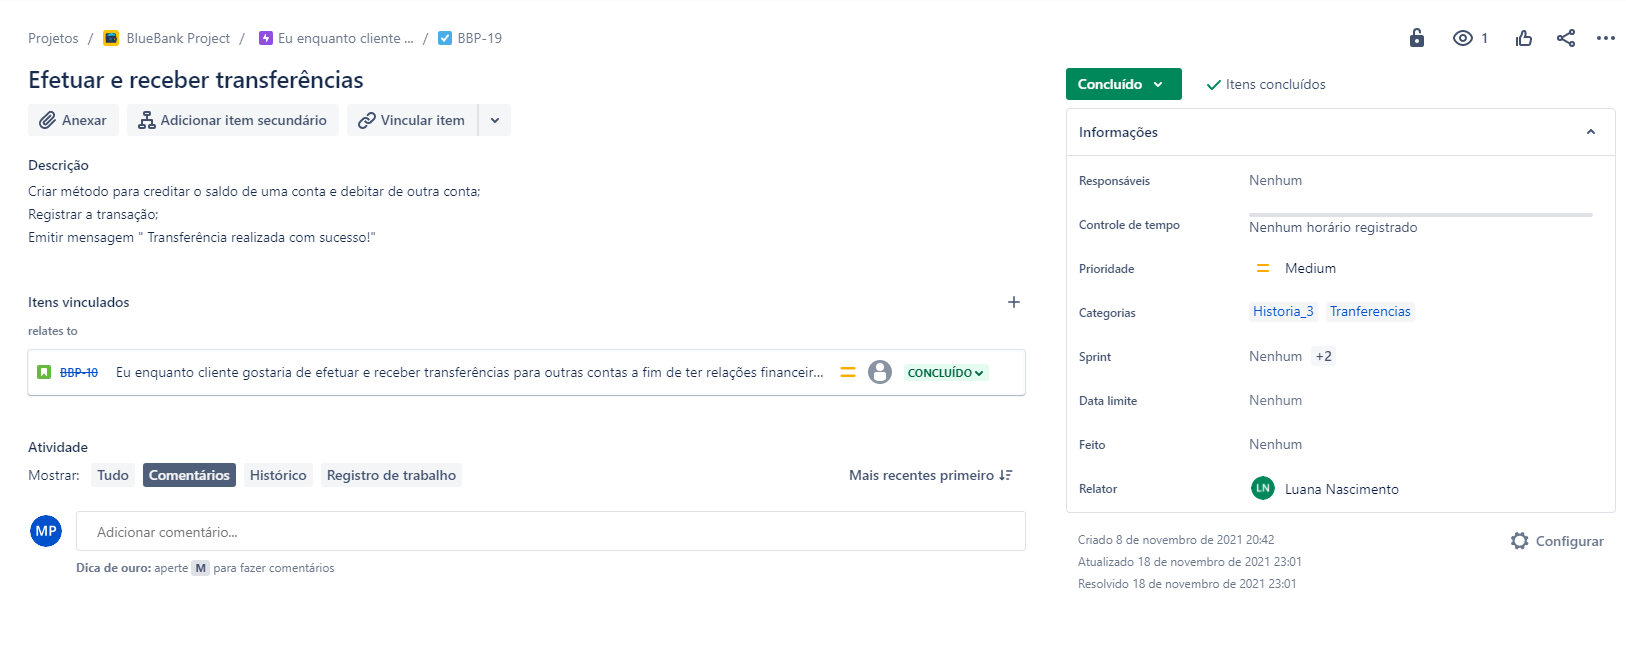 Projetos / BlueBank Project / Eu enquanto cliente ... / BBP-19
1
Efetuar e receber transferências
Concluído
Itens concluídos
Anexar
Adicionar item secundário
Vincular item
Informações
Descrição
Criar método para creditar o saldo de uma conta e debitar de outra conta;
Registrar a transação;
Emitir mensagem " Transferência realizada com sucesso!"
Itens vinculados
relates to
BBP-10 Eu enquanto cliente gostaria de efetuar e receber transferências para outras contas a fim de ter relações financeir... CONCLUÍDO
Atividade
Mostrar: Tudo Comentários Histórico Registro de trabalho Mais recentes primeiro
MP Adicionar comentário...
Dica de ouro: aperte M para fazer comentários
Responsáveis Nenhum
Controle de tempo Nenhum horário registrado
Prioridade Medium
Categorias Historia_3 Tranferencias
Sprint Nenhum +2
Data limite Nenhum
Feito Nenhum
Relator LN Luana Nascimento
Criado 8 de novembro de 2021 20:42
Atualizado 18 de novembro de 2021 23:01
Resolvido 18 de novembro de 2021 23:01
Configurar